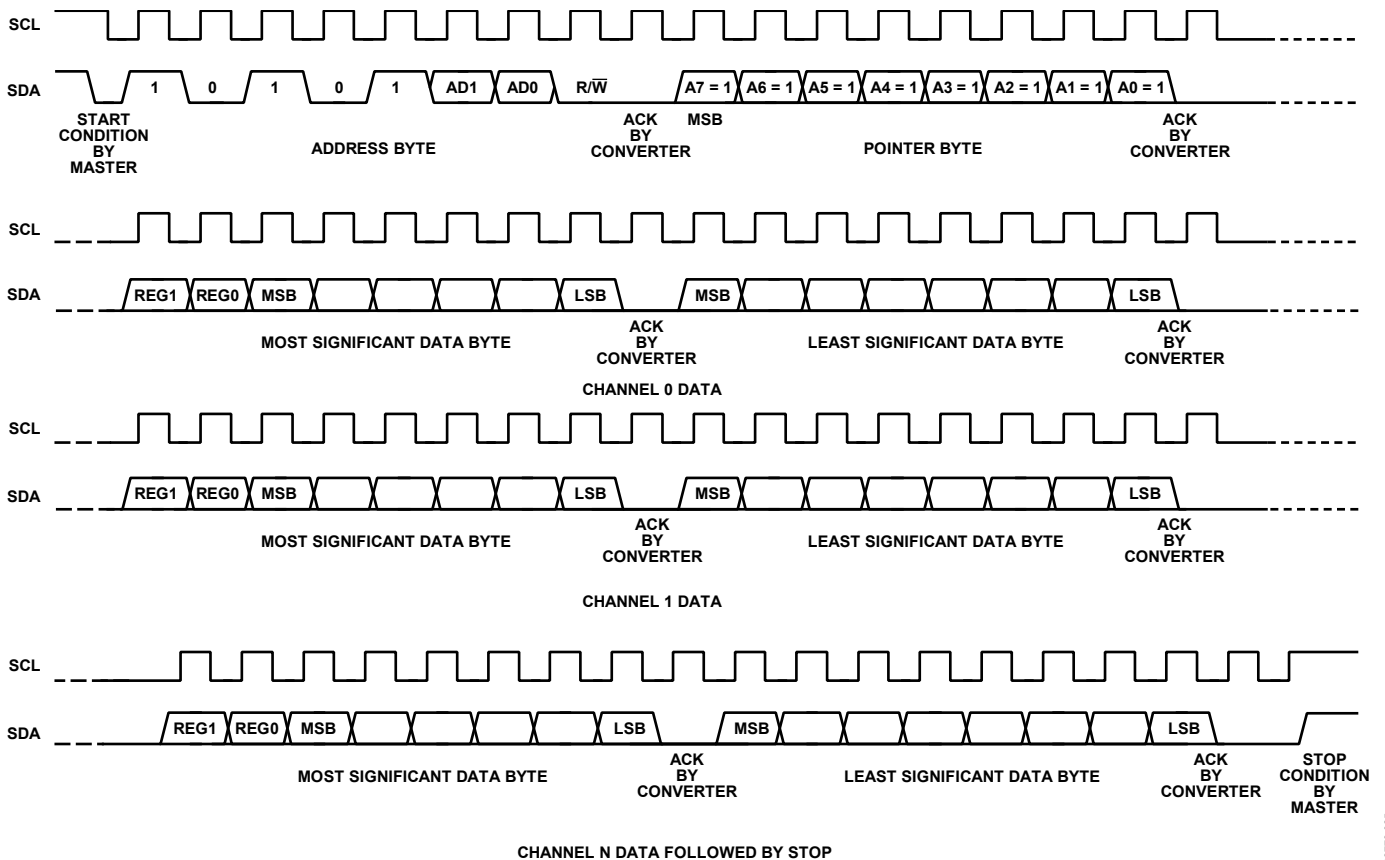 SCL
SDA
1 0 1 0 1 AD1 AD0 R/W̅ A7 = 1 A6 = 1 A5 = 1 A4 = 1 A3 = 1 A2 = 1 A1 = 1 A0 = 1
START
CONDITION
BY
MASTER
ADDRESS BYTE
ACK
BY
CONVERTER
MSB
POINTER BYTE
ACK
BY
CONVERTER
SCL
SDA
REG1 REG0 MSB LSB MSB LSB
MOST SIGNIFICANT DATA BYTE
ACK
BY
CONVERTER
LEAST SIGNIFICANT DATA BYTE
ACK
BY
CONVERTER
CHANNEL 0 DATA
SCL
SDA
REG1 REG0 MSB LSB MSB LSB
MOST SIGNIFICANT DATA BYTE
ACK
BY
CONVERTER
LEAST SIGNIFICANT DATA BYTE
ACK
BY
CONVERTER
CHANNEL 1 DATA
SCL
SDA
REG1 REG0 MSB LSB MSB LSB
MOST SIGNIFICANT DATA BYTE
ACK
BY
CONVERTER
LEAST SIGNIFICANT DATA BYTE
ACK
BY
CONVERTER
STOP
CONDITION
BY
MASTER
CHANNEL N DATA FOLLOWED BY STOP